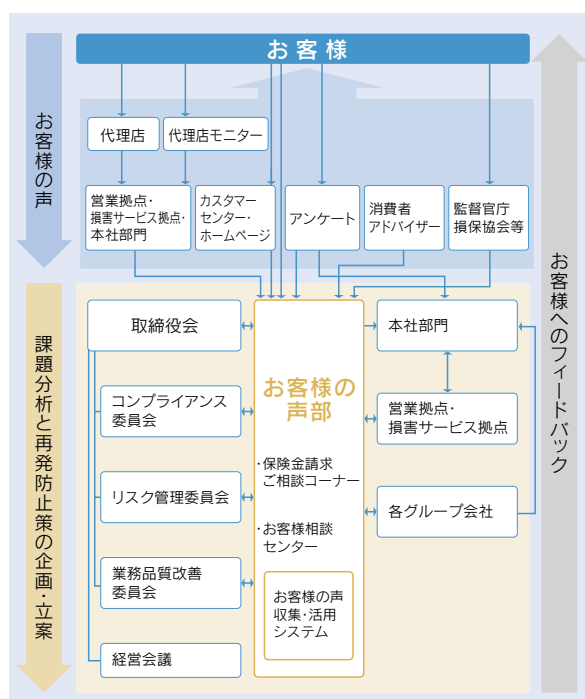 お客様
お客様の声
代理店
代理店モニター
営業拠点・
損害サービス拠点・
本社部門
カスタマー
センター・
ホームページ
アンケート
消費者
アドバイザー
監督官庁
損保協会等
課題分析と再発防止策の企画・立案
取締役会
コンプライアンス
委員会
リスク管理委員会
業務品質改善
委員会
経営会議
お客様の
声部
・保険金請求
ご相談コーナー
・お客様相談
センター
お客様の声
収集・活用
システム
本社部門
営業拠点・
損害サービス拠点
各グループ会社
お客様へのフィードバック